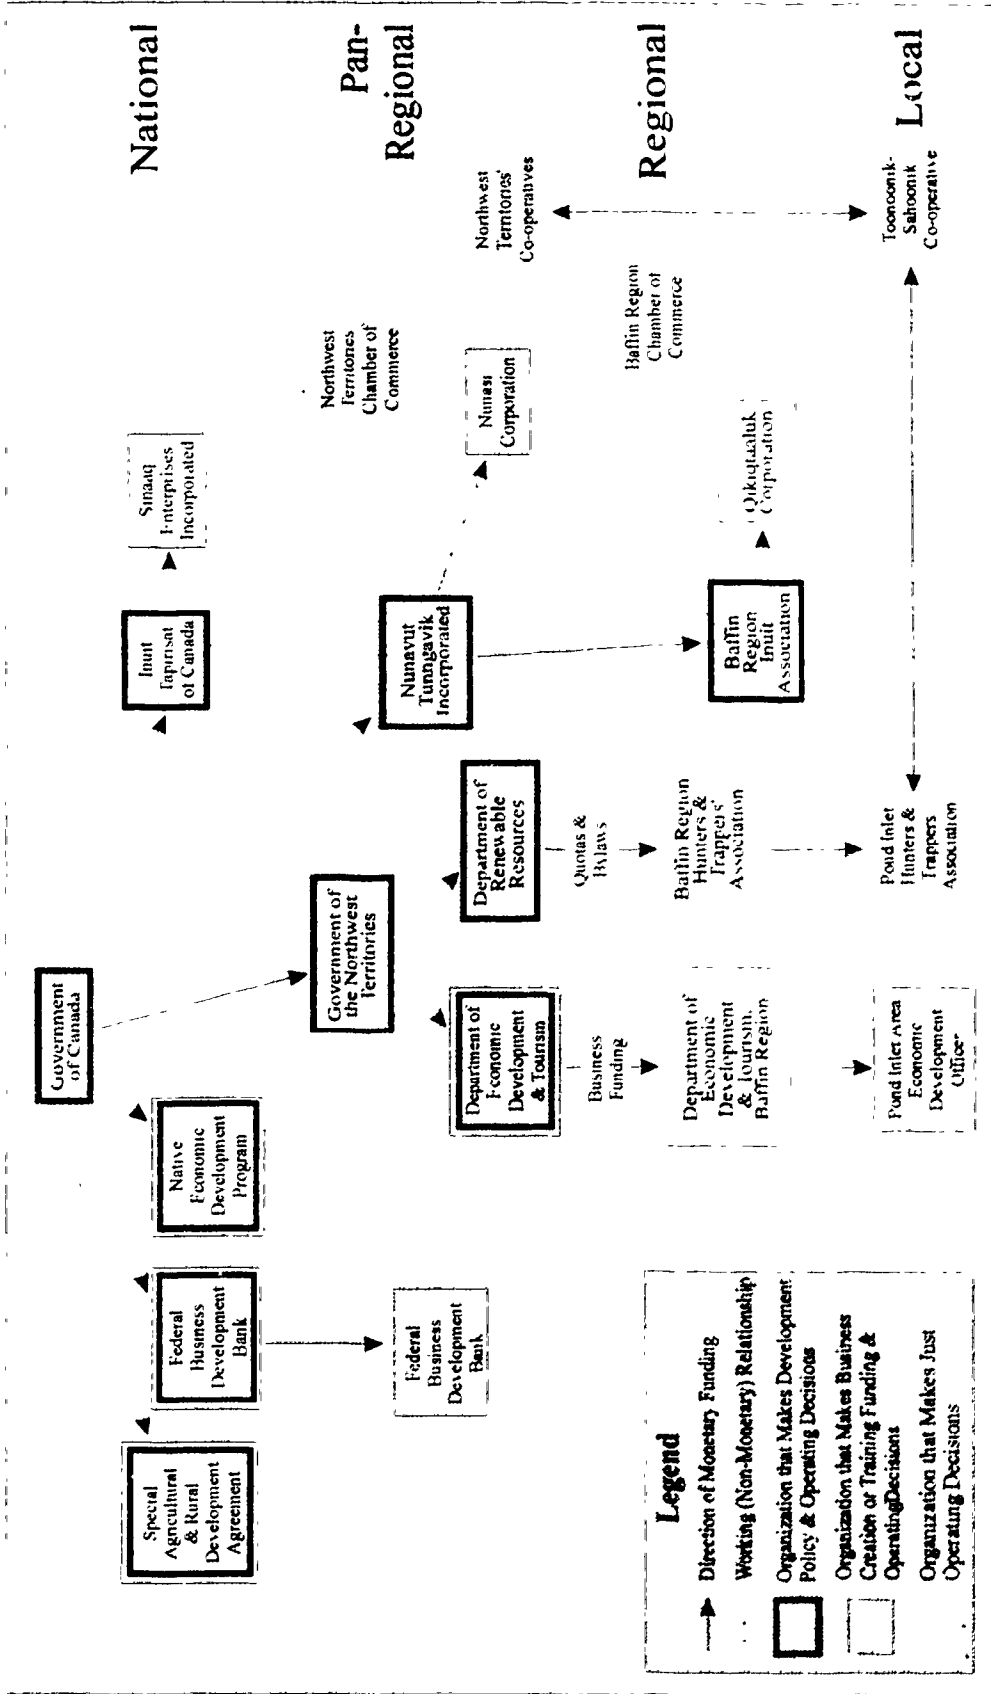 National
Pan-
Regional
Regional
Local
Government
of Canada
Special
Agricultural
& Rural
Development
Agreement
Federal
Business
Development
Bank
Native
Economic
Development
Program
Inuit
Tapirisat
of Canada
Sinaaq
Enterprises
Incorporated
Federal
Business
Development
Bank
Government of
the Northwest
Territories
Northwest
Territories
Chamber of
Commerce
Department of
Economic
Development
& Tourism
Department of
Renewable
Resources
Nunavut
Tunngavik
Incorporated
Nunasi
Corporation
Northwest
Territories'
Co-operatives
Business
Funding
Quotas &
Bylaws
Department of
Economic
Development
& Tourism,
Baffin Region
Baffin Region
Hunters &
Trappers'
Association
Baffin
Region
Inuit
Association
Qikiqtaaluk
Corporation
Baffin Region
Chamber of
Commerce
Pond Inlet Area
Economic
Development
Officer
Pond Inlet
Hunters &
Trappers
Association
Toonoonik-
Sahoonik
Co-operative
Legend
Direction of Monetary Funding
Working (Non-Monetary) Relationship
Organization that Makes Development
Policy & Operating Decisions
Organization that Makes Business
Creation or Training Funding &
OperatingDecisions
Organization that Makes Just
Operating Decisions